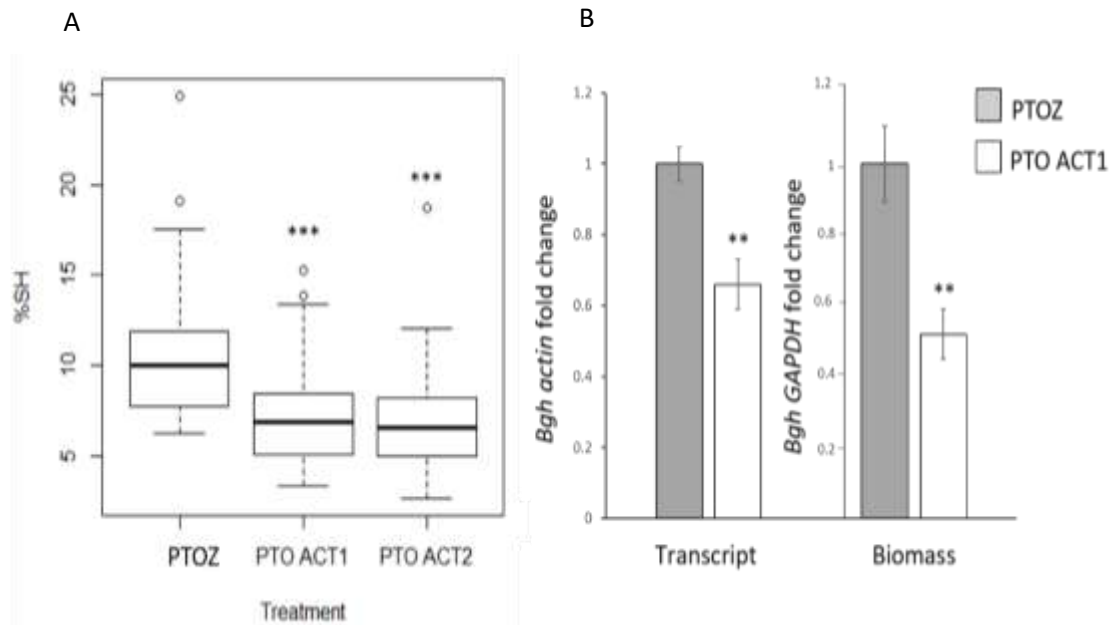 A
%SH
25
20
15
10
5
***
***
PTOZ PTO ACT1 PTO ACT2
Treatment
B
Bgh actin fold change
1.2
1
0.8
0.6
0.4
0.2
0
**
Transcript
Bgh GAPDH fold change
1.2
1
0.8
0.6
0.4
0.2
**
Biomass
PTOZ
PTO ACT1